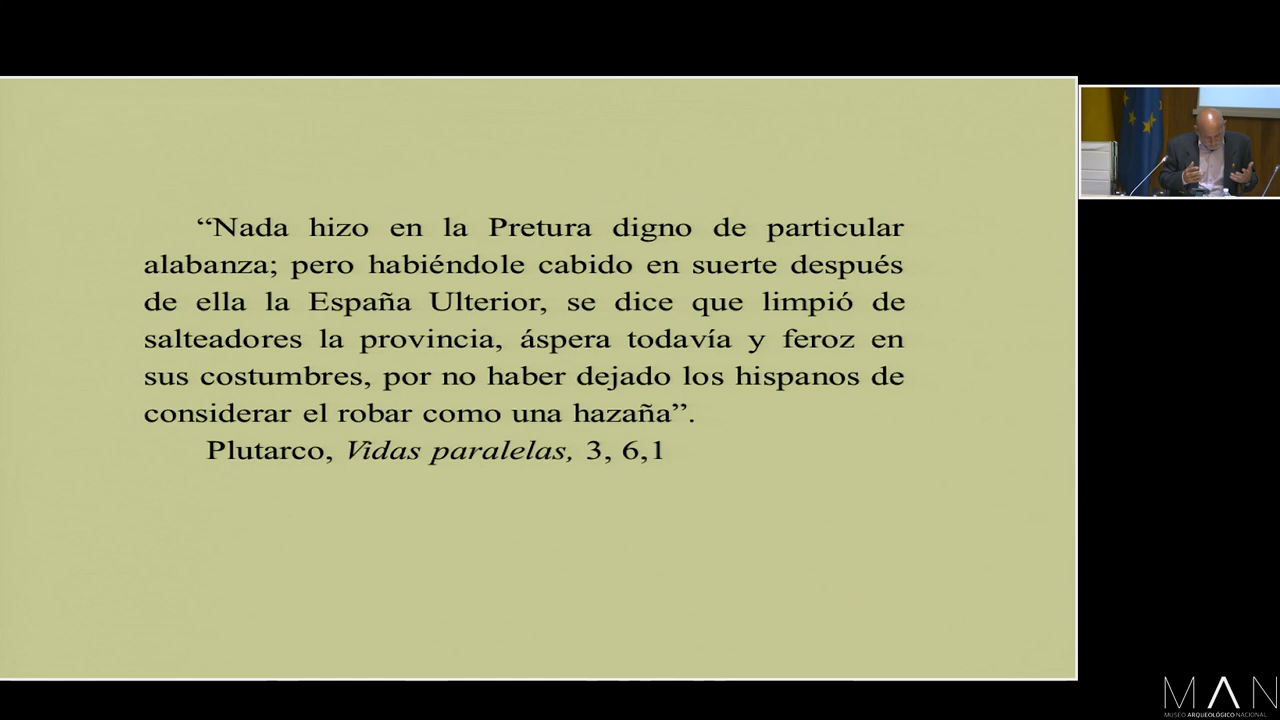 “Nada hizo en la Pretura digno de particular
alabanza; pero habiéndole cabido en suerte después
de ella la España Ulterior, se dice que limpió de
salteadores la provincia, áspera todavía y feroz en
sus costumbres, por no haber dejado los hispanos de
considerar el robar como una hazaña”.
Plutarco, Vidas paralelas, 3, 6,1
MAN
MUSEO ARQUEOLÓGICO NACIONAL